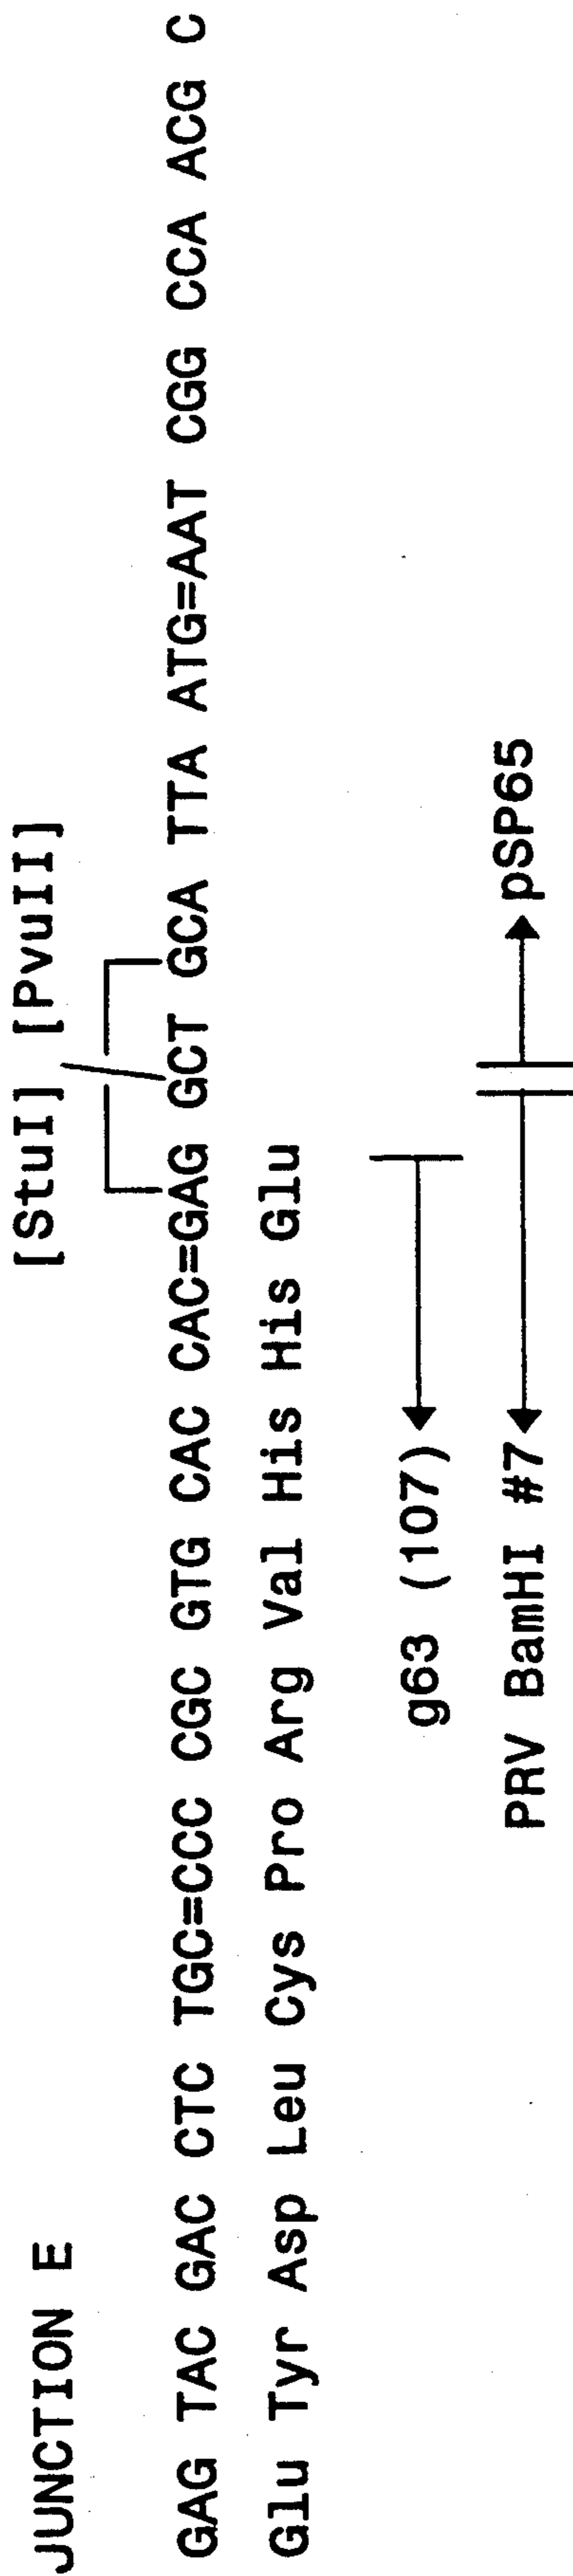 JUNCTION E
[StuI] [PvuII]
GAG TAC GAC CTC TGC=CCC CGC GTG CAC CAC=GAG GCT GCA TTA ATG=AAT CGG CCA ACG C
Glu Tyr Asp Leu Cys Pro Arg Val His His Glu
g63 (107)
PRV BamHI #7 pSP65